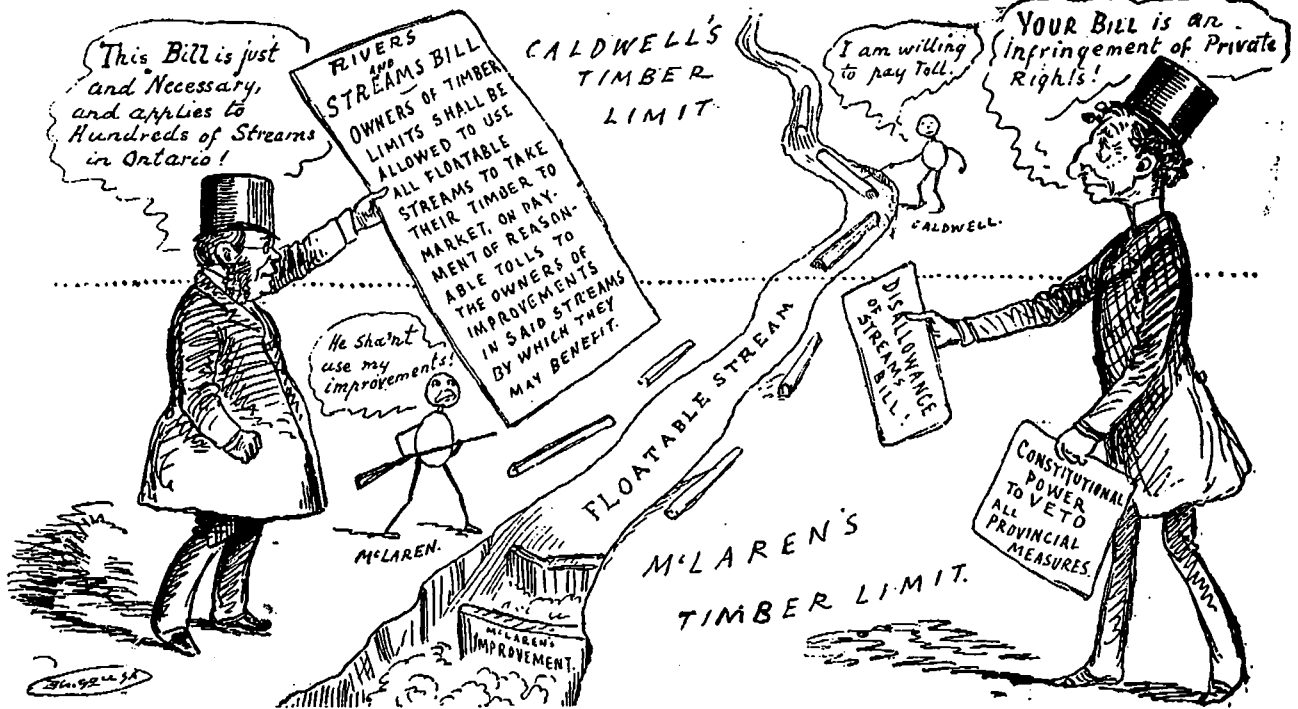 This Bill is just
and Necessary,
and applies to
Hundreds of Streams
in Ontario!
RIVERS
AND
STREAMS BILL
OWNERS OF TIMBER
LIMITS SHALL BE
ALLOWED TO USE
ALL FLOATABLE
STREAMS TO TAKE
THEIR TIMBER TO
MARKET, ON PAY-
MENT OF REASON-
ABLE TOLLS TO
THE OWNERS OF
IMPROVEMENTS
IN SAID STREAMS
BY WHICH THEY
MAY BENEFIT.
CALDWELL'S
TIMBER
LIMIT.
I am willing
to pay Toll.
CALDWELL.
YOUR BILL is an
infringement of Private
Rights!
He Sha'nt
use my
improvements!
MCLAREN.
FLOATABLE STREAM
DISALLOWANCE
OF STREAMS
BILL.
CONSTITUTIONAL
POWER
TO VETO
ALL
PROVINCIAL
MEASURES.
MCLAREN'S
TIMBER LIMIT.
MCLAREN'S
IMPROVEMENT.